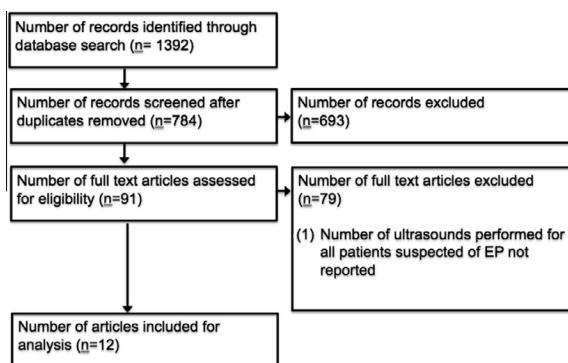 Number of records identified through
database search (n= 1392)
Number of records screened after
duplicates removed (n=784)
Number of records excluded
(n=693)
Number of full text articles assessed
for eligibility (n=91)
Number of full text articles excluded
(n=79)
(1) Number of ultrasounds performed for
all patients suspected of EP not
reported
Number of articles included for
analysis (n=12)